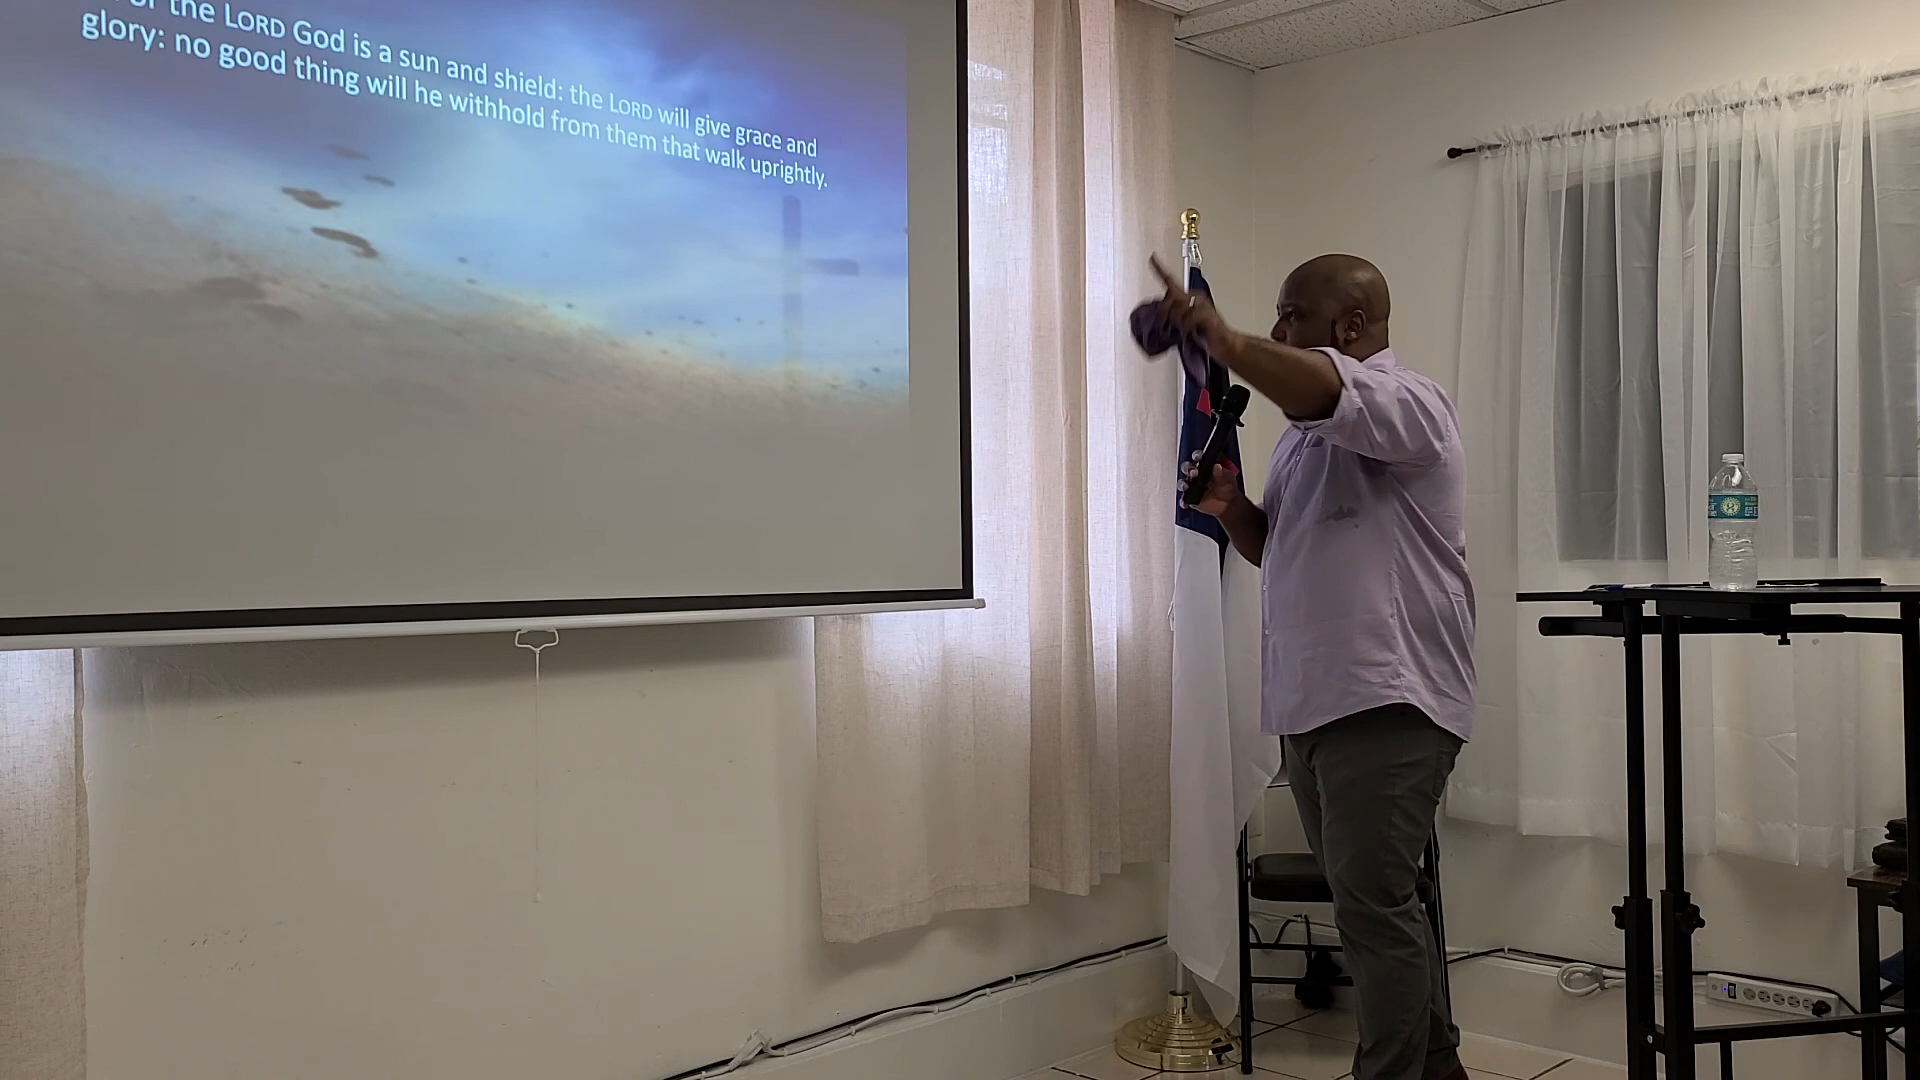 the LORD God is a sun and shield: the LORD will give grace and
glory: no good thing will he withhold from them that walk uprightly.